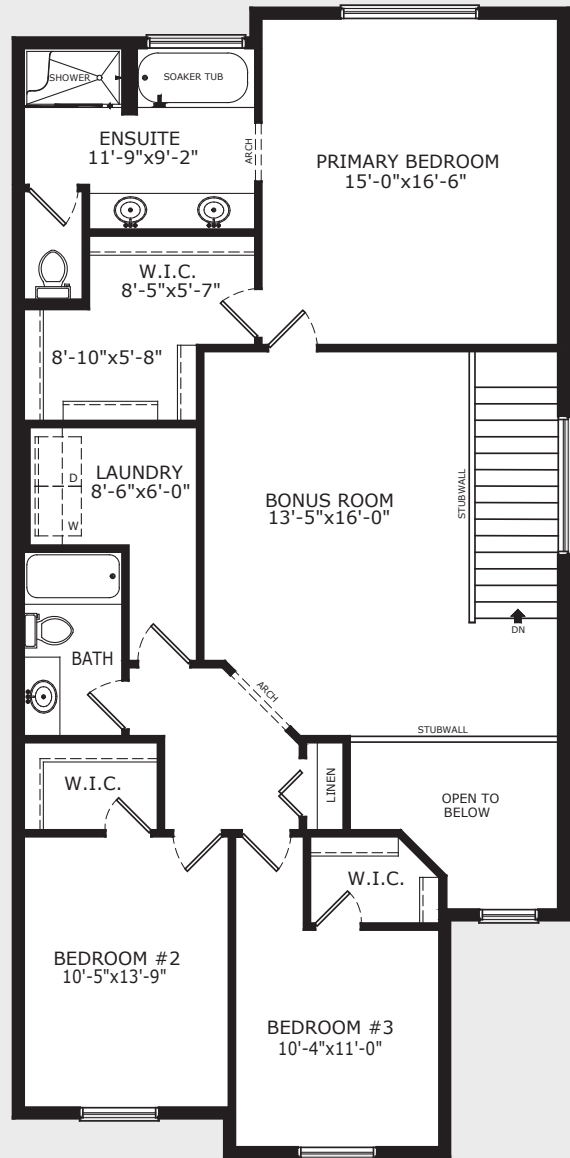 SHOWER
SOAKER TUB
ENSUITE
11'-9"x9'-2"
ARCH
PRIMARY BEDROOM
15'-0"x16'-6"
W.I.C.
8'-5"x5'-7"
8'-10"x5'-8"
LAUNDRY
8'-6"x6'-0"
D
W
BONUS ROOM
13'-5"x16'-0"
STUBWALL
DN
BATH
ARCH
STUBWALL
W.I.C.
LINEN
OPEN TO
BELOW
W.I.C.
BEDROOM #2
10'-5"x13'-9"
BEDROOM #3
10'-4"x11'-0"